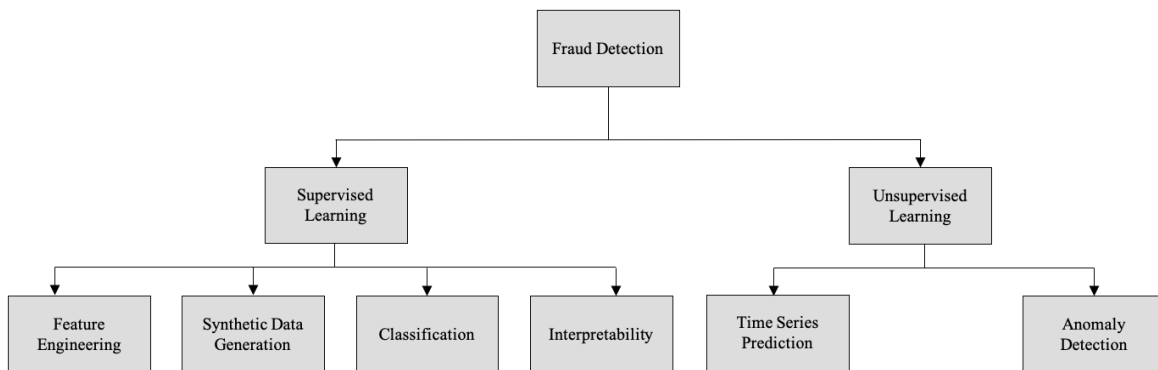 Fraud Detection
Supervised
Learning
Unsupervised
Learning
Feature
Engineering
Synthetic Data
Generation
Classification
Interpretability
Time Series
Prediction
Anomaly
Detection